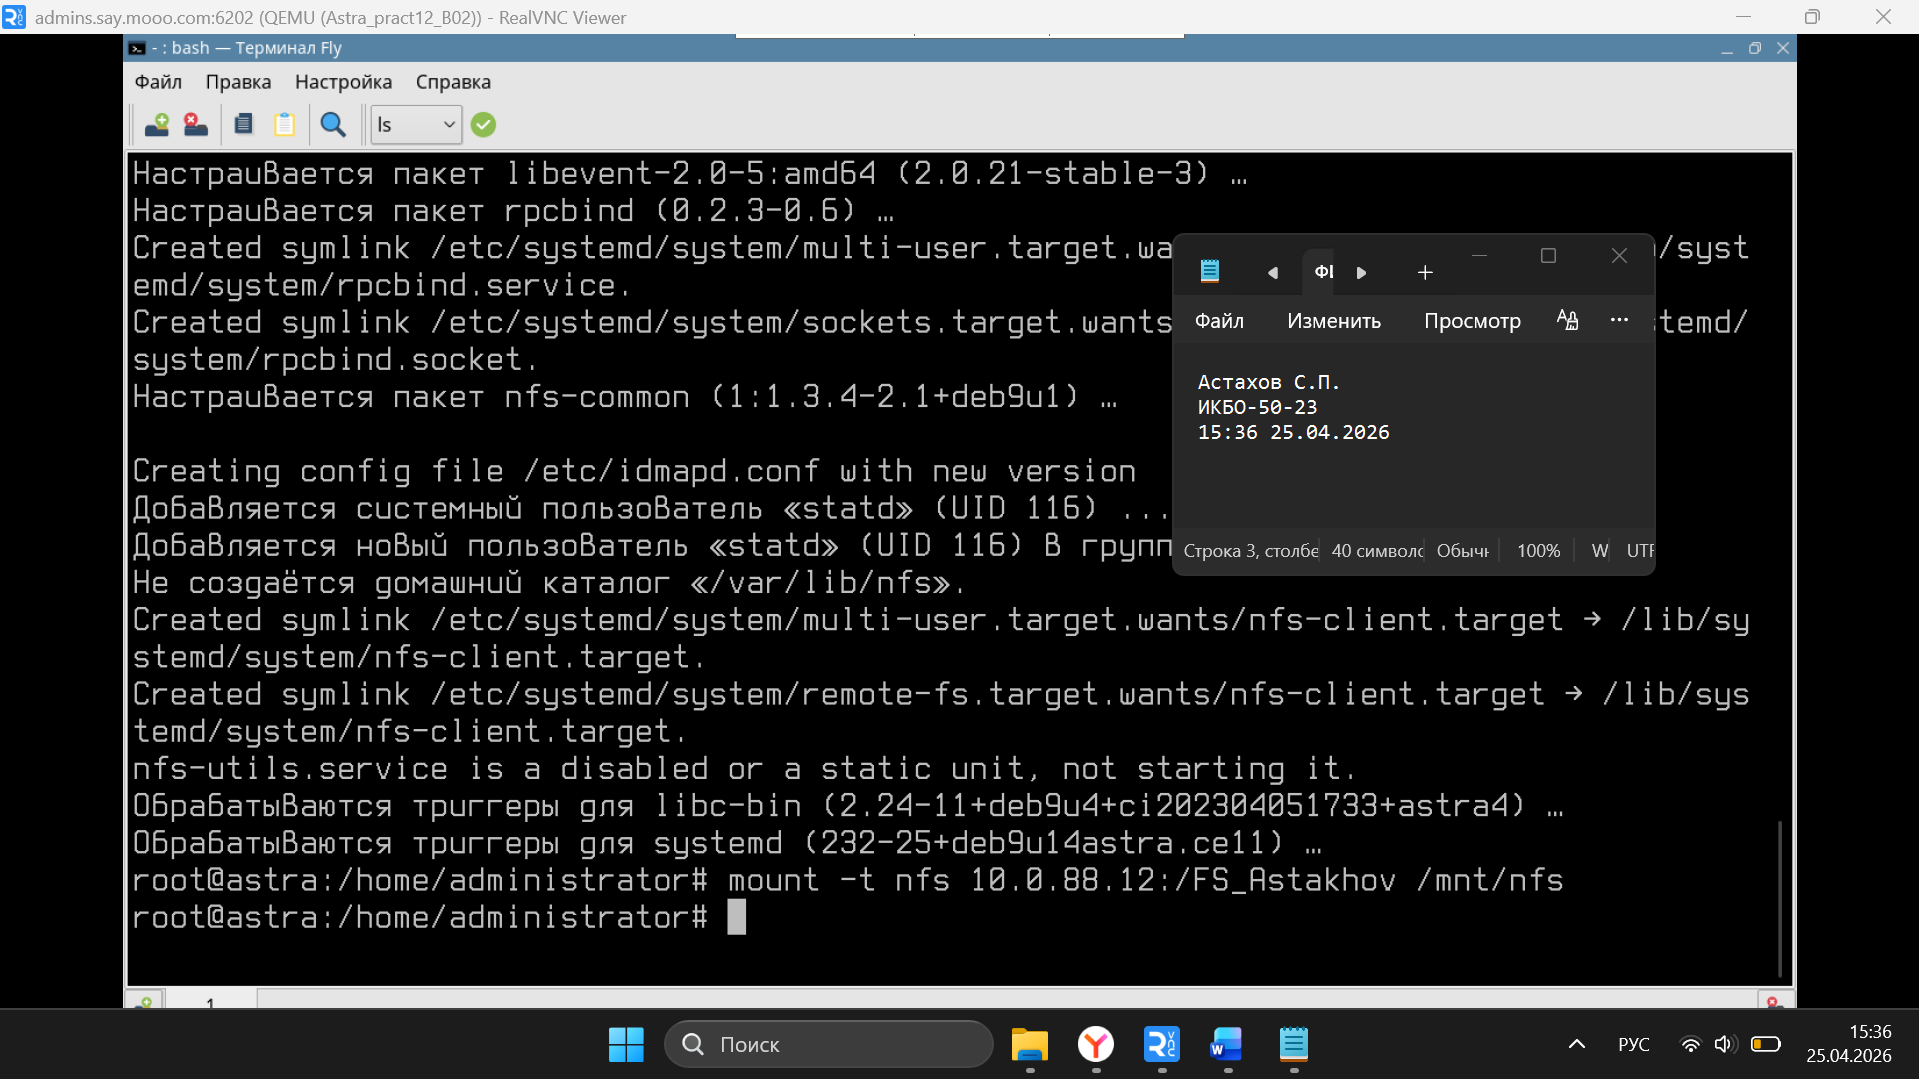 admins.say.mooo.com:6202 (QEMU (Astra_pract12_B02)) - RealVNC Viewer
- : bash — Терминал Fly
Файл Правка Настройка Справка
ls
Настраивается пакет libevent-2.0-5:amd64 (2.0.21-stable-3) …
Настраивается пакет rpcbind (0.2.3-0.6) …
Created symlink /etc/systemd/system/multi-user.target.wa /syst
emd/system/rpcbind.service.
Created symlink /etc/systemd/system/sockets.target.wants temd/
system/rpcbind.socket.
Настраивается пакет nfs-common (1:1.3.4-2.1+deb9u1) …
Creating config file /etc/idmapd.conf with new version
Добавляется системный пользователь «statd» (UID 116) ...
Добавляется новый пользователь «statd» (UID 116) в групп
Не создаётся домашний каталог «/var/lib/nfs».
Created symlink /etc/systemd/system/multi-user.target.wants/nfs-client.target → /lib/sy
stemd/system/nfs-client.target.
Created symlink /etc/systemd/system/remote-fs.target.wants/nfs-client.target → /lib/sys
temd/system/nfs-client.target.
nfs-utils.service is a disabled or a static unit, not starting it.
Обрабатываются триггеры для libc-bin (2.24-11+deb9u4+ci202304051733+astra4) …
Обрабатываются триггеры для systemd (232-25+deb9u14astra.ce11) …
root@astra:/home/administrator# mount -t nfs 10.0.88.12:/FS_Astakhov /mnt/nfs
root@astra:/home/administrator#
1
Файл Изменить Просмотр
Астахов С.П.
ИКБО-50-23
15:36 25.04.2026
Строка 3, столбе 40 символо Обычн 100% W UTF
Поиск
РУС
15:36
25.04.2026